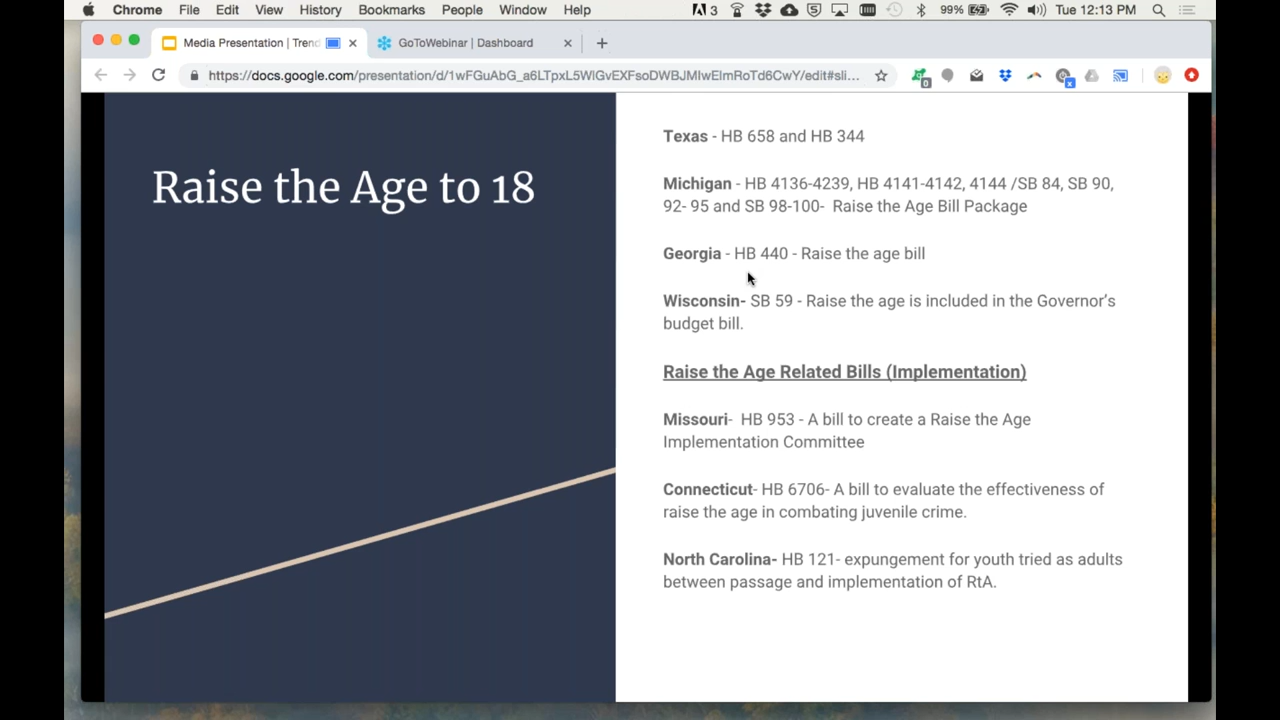 Chrome File Edit View History Bookmarks People Window Help 3 99% Tue 12:13 PM
Media Presentation | Trend GoToWebinar | Dashboard
https://docs.google.com/presentation/d/1wFGuAbG_a6LTpxL5WlGvEXFsoDWBJMIwElmRoTd6CwY/edit#sli...
Raise the Age to 18
Texas - HB 658 and HB 344
Michigan - HB 4136-4239, HB 4141-4142, 4144 /SB 84, SB 90,
92- 95 and SB 98-100- Raise the Age Bill Package
Georgia - HB 440 - Raise the age bill
Wisconsin- SB 59 - Raise the age is included in the Governor's
budget bill.
Raise the Age Related Bills (Implementation)
Missouri- HB 953 - A bill to create a Raise the Age
Implementation Committee
Connecticut- HB 6706- A bill to evaluate the effectiveness of
raise the age in combating juvenile crime.
North Carolina- HB 121- expungement for youth tried as adults
between passage and implementation of RtA.